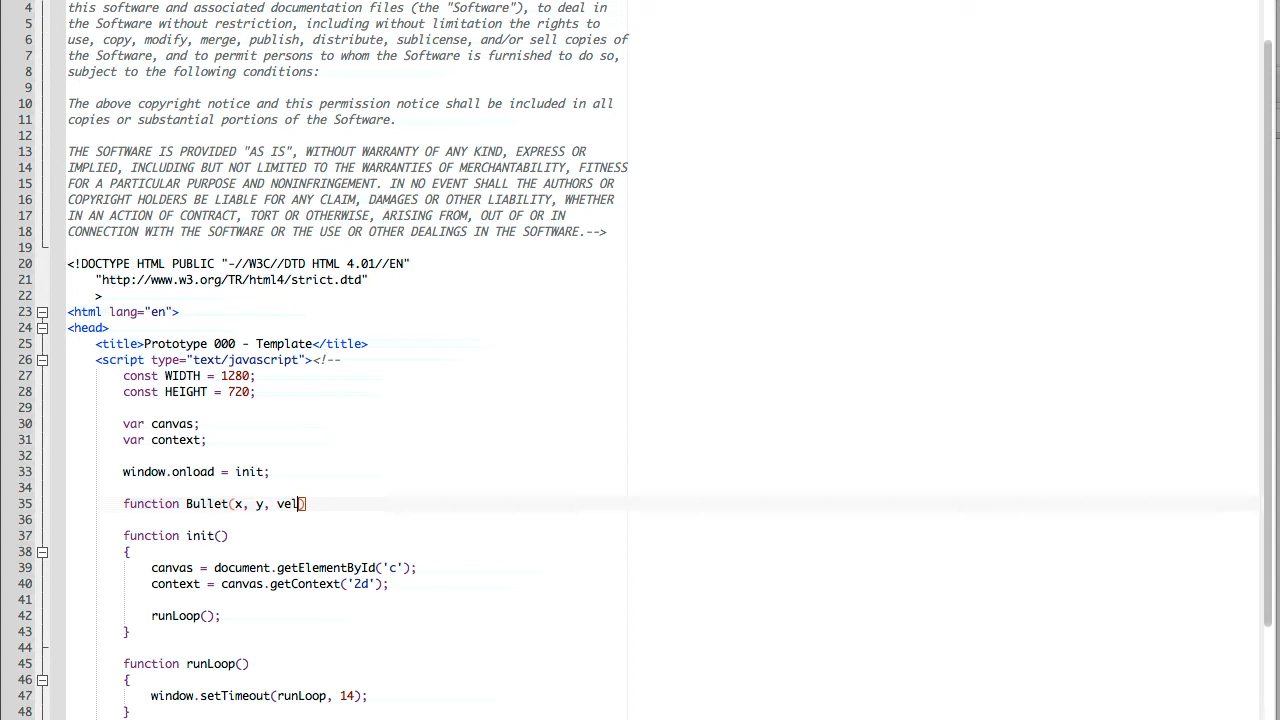 4 this software and associated documentation files (the "Software"), to deal in
5 the Software without restriction, including without limitation the rights to
6 use, copy, modify, merge, publish, distribute, sublicense, and/or sell copies of
7 the Software, and to permit persons to whom the Software is furnished to do so,
8 subject to the following conditions:
9
10 The above copyright notice and this permission notice shall be included in all
11 copies or substantial portions of the Software.
12
13 THE SOFTWARE IS PROVIDED "AS IS", WITHOUT WARRANTY OF ANY KIND, EXPRESS OR
14 IMPLIED, INCLUDING BUT NOT LIMITED TO THE WARRANTIES OF MERCHANTABILITY, FITNESS
15 FOR A PARTICULAR PURPOSE AND NONINFRINGEMENT. IN NO EVENT SHALL THE AUTHORS OR
16 COPYRIGHT HOLDERS BE LIABLE FOR ANY CLAIM, DAMAGES OR OTHER LIABILITY, WHETHER
17 IN AN ACTION OF CONTRACT, TORT OR OTHERWISE, ARISING FROM, OUT OF OR IN
18 CONNECTION WITH THE SOFTWARE OR THE USE OR OTHER DEALINGS IN THE SOFTWARE.-->
19
20 <!DOCTYPE HTML PUBLIC "-//W3C//DTD HTML 4.01//EN"
21 "http://www.w3.org/TR/html4/strict.dtd"
22 >
23 <html lang="en">
24 <head>
25 <title>Prototype 000 - Template</title>
26 <script type="text/javascript"><!--
27 const WIDTH = 1280;
28 const HEIGHT = 720;
29
30 var canvas;
31 var context;
32
33 window.onload = init;
34
35 function Bullet(x, y, vel)
36
37 function init()
38 {
39 canvas = document.getElementById('c');
40 context = canvas.getContext('2d');
41
42 runLoop();
43 }
44
45 function runLoop()
46 {
47 window.setTimeout(runLoop, 14);
48 }